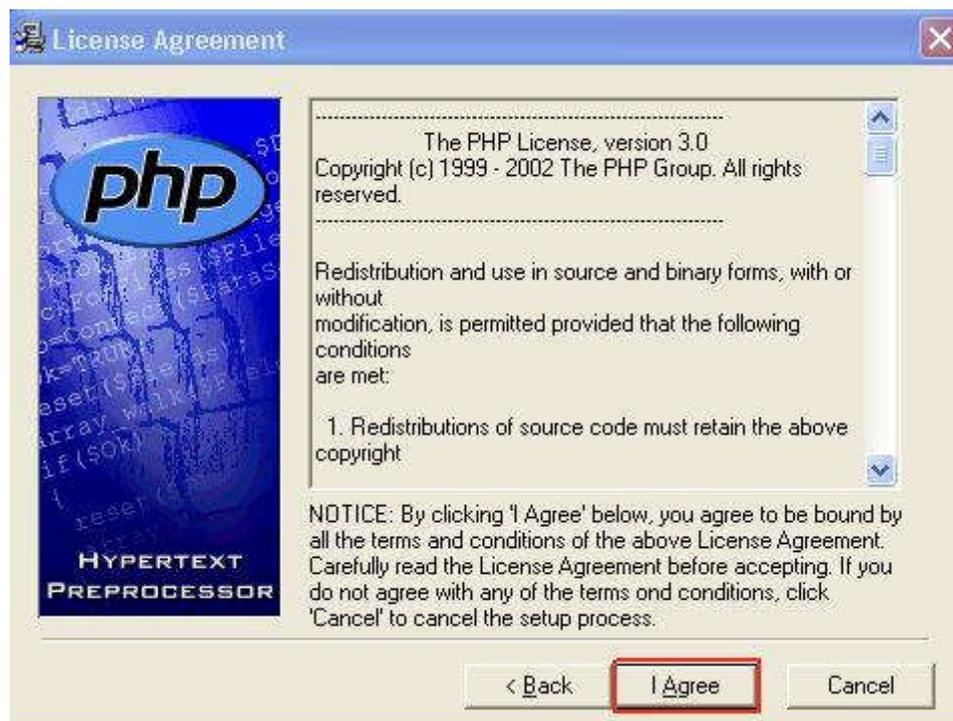 License Agreement
php
HYPERTEXT
PREPROCESSOR
The PHP License, version 3.0
Copyright (c) 1999 - 2002 The PHP Group. All rights
reserved.
Redistribution and use in source and binary forms, with or
without
modification, is permitted provided that the following
conditions
are met:
1. Redistributions of source code must retain the above
copyright
NOTICE: By clicking 'I Agree' below, you agree to be bound by
all the terms and conditions of the above License Agreement.
Carefully read the License Agreement before accepting. If you
do not agree with any of the terms ond conditions, click
'Cancel' to cancel the setup process.
< Back
I Agree
Cancel